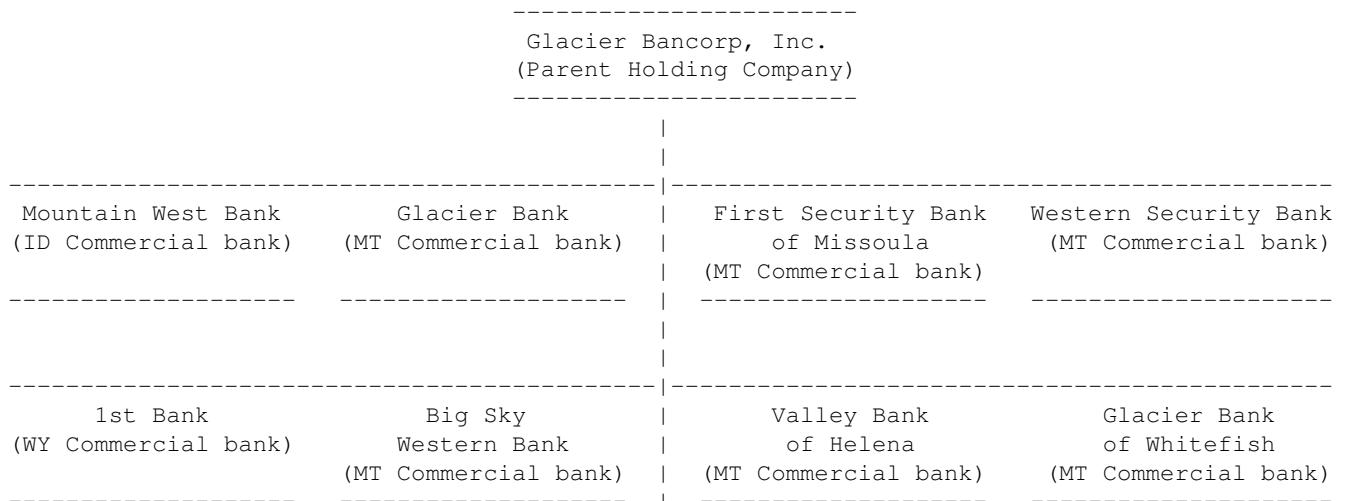 Glacier Bancorp, Inc.
(Parent Holding Company)
Mountain West Bank Glacier Bank First Security Bank Western Security Bank
(ID Commercial bank) (MT Commercial bank) of Missoula (MT Commercial bank)
(MT Commercial bank)
1st Bank Big Sky Valley Bank Glacier Bank
(WY Commercial bank) Western Bank of Helena of Whitefish
(MT Commercial bank) (MT Commercial bank) (MT Commercial bank)